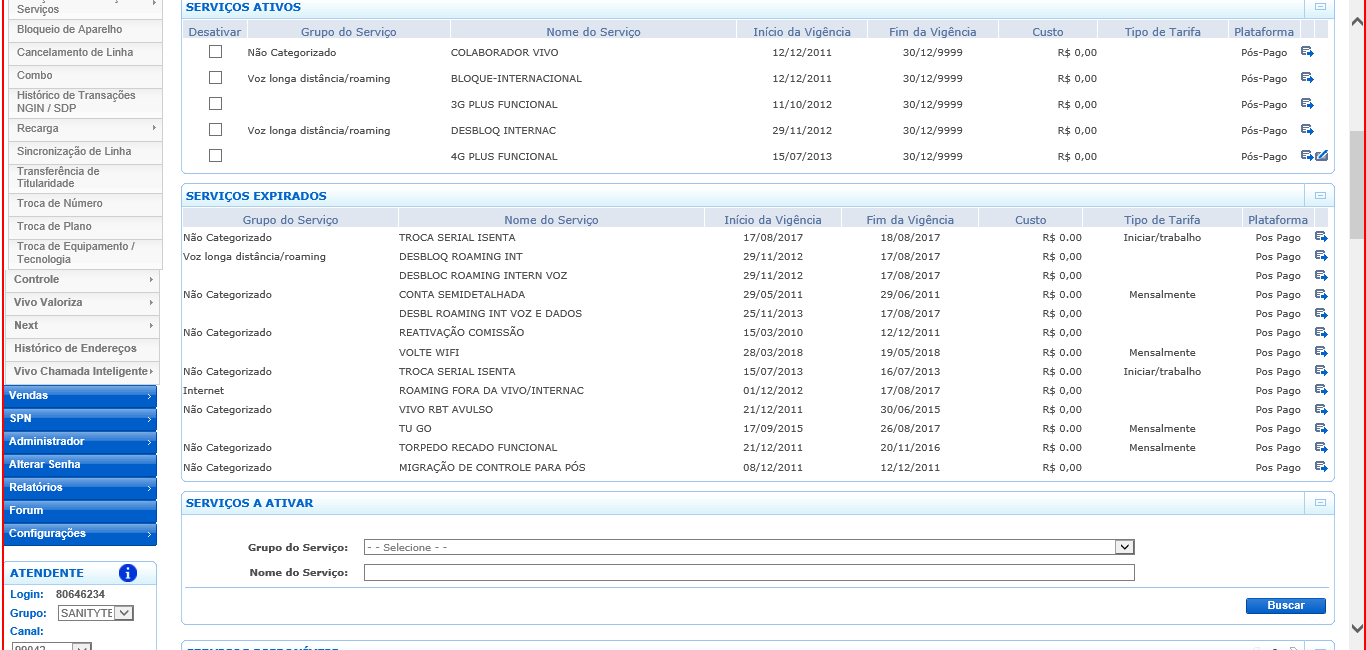 Serviços
Bloqueio de Aparelho
Cancelamento de Linha
Combo
Histórico de Transações
NGIN / SDP
Recarga
Sincronização de Linha
Transferência de
Titularidade
Troca de Número
Troca de Plano
Troca de Equipamento /
Tecnologia
Controle
Vivo Valoriza
Next
Histórico de Endereços
Vivo Chamada Inteligente
Vendas
SPN
Administrador
Alterar Senha
Relatórios
Forum
Configurações
ATENDENTE
Login: 80646234
Grupo: SANITYTE
Canal:
99042
SERVIÇOS ATIVOS
Desativar Grupo do Serviço Nome do Serviço Início da Vigência Fim da Vigência Custo Tipo de Tarifa Plataforma
Não Categorizado COLABORADOR VIVO 12/12/2011 30/12/9999 R$ 0,00 Pós-Pago
Voz longa distância/roaming BLOQUE-INTERNACIONAL 12/12/2011 30/12/9999 R$ 0,00 Pós-Pago
3G PLUS FUNCIONAL 11/10/2012 30/12/9999 R$ 0,00 Pós-Pago
Voz longa distância/roaming DESBLOQ INTERNAC 29/11/2012 30/12/9999 R$ 0,00 Pós-Pago
4G PLUS FUNCIONAL 15/07/2013 30/12/9999 R$ 0,00 Pós-Pago
SERVIÇOS EXPIRADOS
Grupo do Serviço Nome do Serviço Início da Vigência Fim da Vigência Custo Tipo de Tarifa Plataforma
Não Categorizado TROCA SERIAL ISENTA 17/08/2017 18/08/2017 R$ 0.00 Iniciar/trabalho Pos Pago
Voz longa distância/roaming DESBLOQ ROAMING INT 29/11/2012 17/08/2017 R$ 0,00 Pos Pago
DESBLOC ROAMING INTERN VOZ 29/11/2012 17/08/2017 R$ 0,00 Pos Pago
Não Categorizado CONTA SEMIDETALHADA 29/05/2011 29/06/2011 R$ 0.00 Mensalmente Pos Pago
DESBL ROAMING INT VOZ E DADOS 25/11/2013 17/08/2017 R$ 0,00 Pos Pago
Não Categorizado REATIVAÇÃO COMISSÃO 15/03/2010 12/12/2011 R$ 0,00 Pos Pago
VOLTE WIFI 28/03/2018 19/05/2018 R$ 0.00 Mensalmente Pos Pago
Não Categorizado TROCA SERIAL ISENTA 15/07/2013 16/07/2013 R$ 0.00 Iniciar/trabalho Pos Pago
Internet ROAMING FORA DA VIVO/INTERNAC 01/12/2012 17/08/2017 R$ 0,00 Pos Pago
Não Categorizado VIVO RBT AVULSO 21/12/2011 30/06/2015 R$ 0,00 Pos Pago
TU GO 17/09/2015 26/08/2017 R$ 0.00 Mensalmente Pos Pago
Não Categorizado TORPEDO RECADO FUNCIONAL 21/12/2011 20/11/2016 R$ 0.00 Mensalmente Pos Pago
Não Categorizado MIGRAÇÃO DE CONTROLE PARA PÓS 08/12/2011 12/12/2011 R$ 0,00 Pos Pago
SERVIÇOS A ATIVAR
Grupo do Serviço: - - Selecione - -
Nome do Serviço:
Buscar